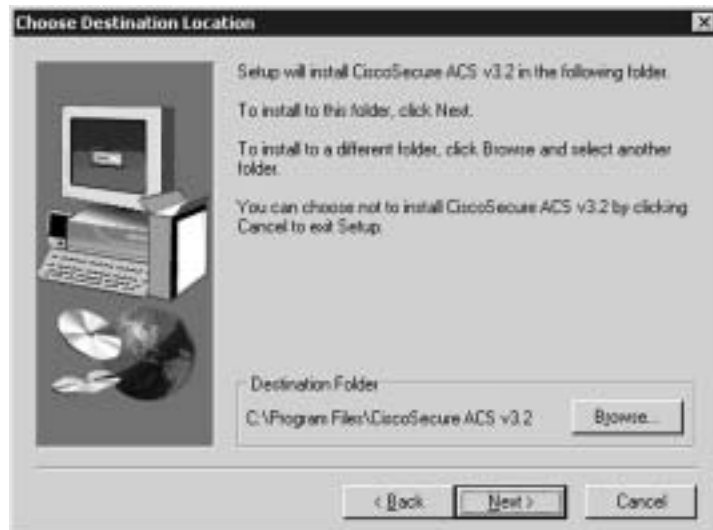 Choose Destination Location
Setup will install CiscoSecure ACS v3.2 in the following folder.
To install to this folder, click Next.
To install to a different folder, click Browse and select another
folder.
You can choose not to install CiscoSecure ACS v3.2 by clicking
Cancel to exit Setup.
Destination Folder
C:\Program Files\CiscoSecure ACS v3.2
Browse...
< Back
Next >
Cancel